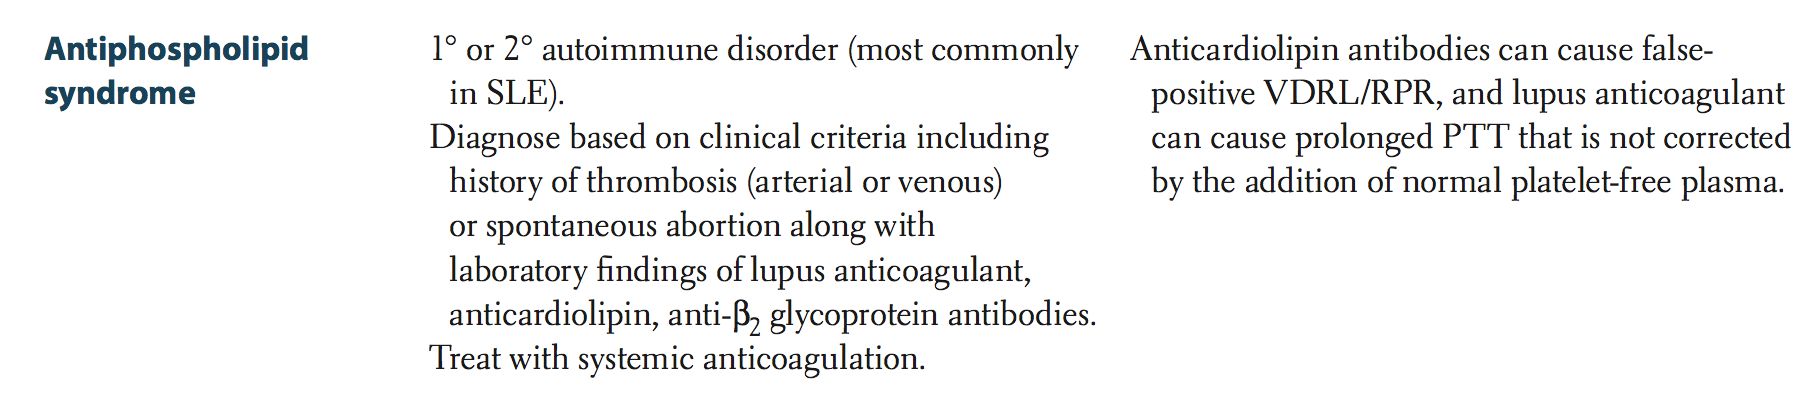 Antiphospholipid
syndrome
1° or 2° autoimmune disorder (most commonly
in SLE).
Diagnose based on clinical criteria including
history of thrombosis (arterial or venous)
or spontaneous abortion along with
laboratory findings of lupus anticoagulant,
anticardiolipin, anti-β₂ glycoprotein antibodies.
Treat with systemic anticoagulation.
Anticardiolipin antibodies can cause false-
positive VDRL/RPR, and lupus anticoagulant
can cause prolonged PTT that is not corrected
by the addition of normal platelet-free plasma.